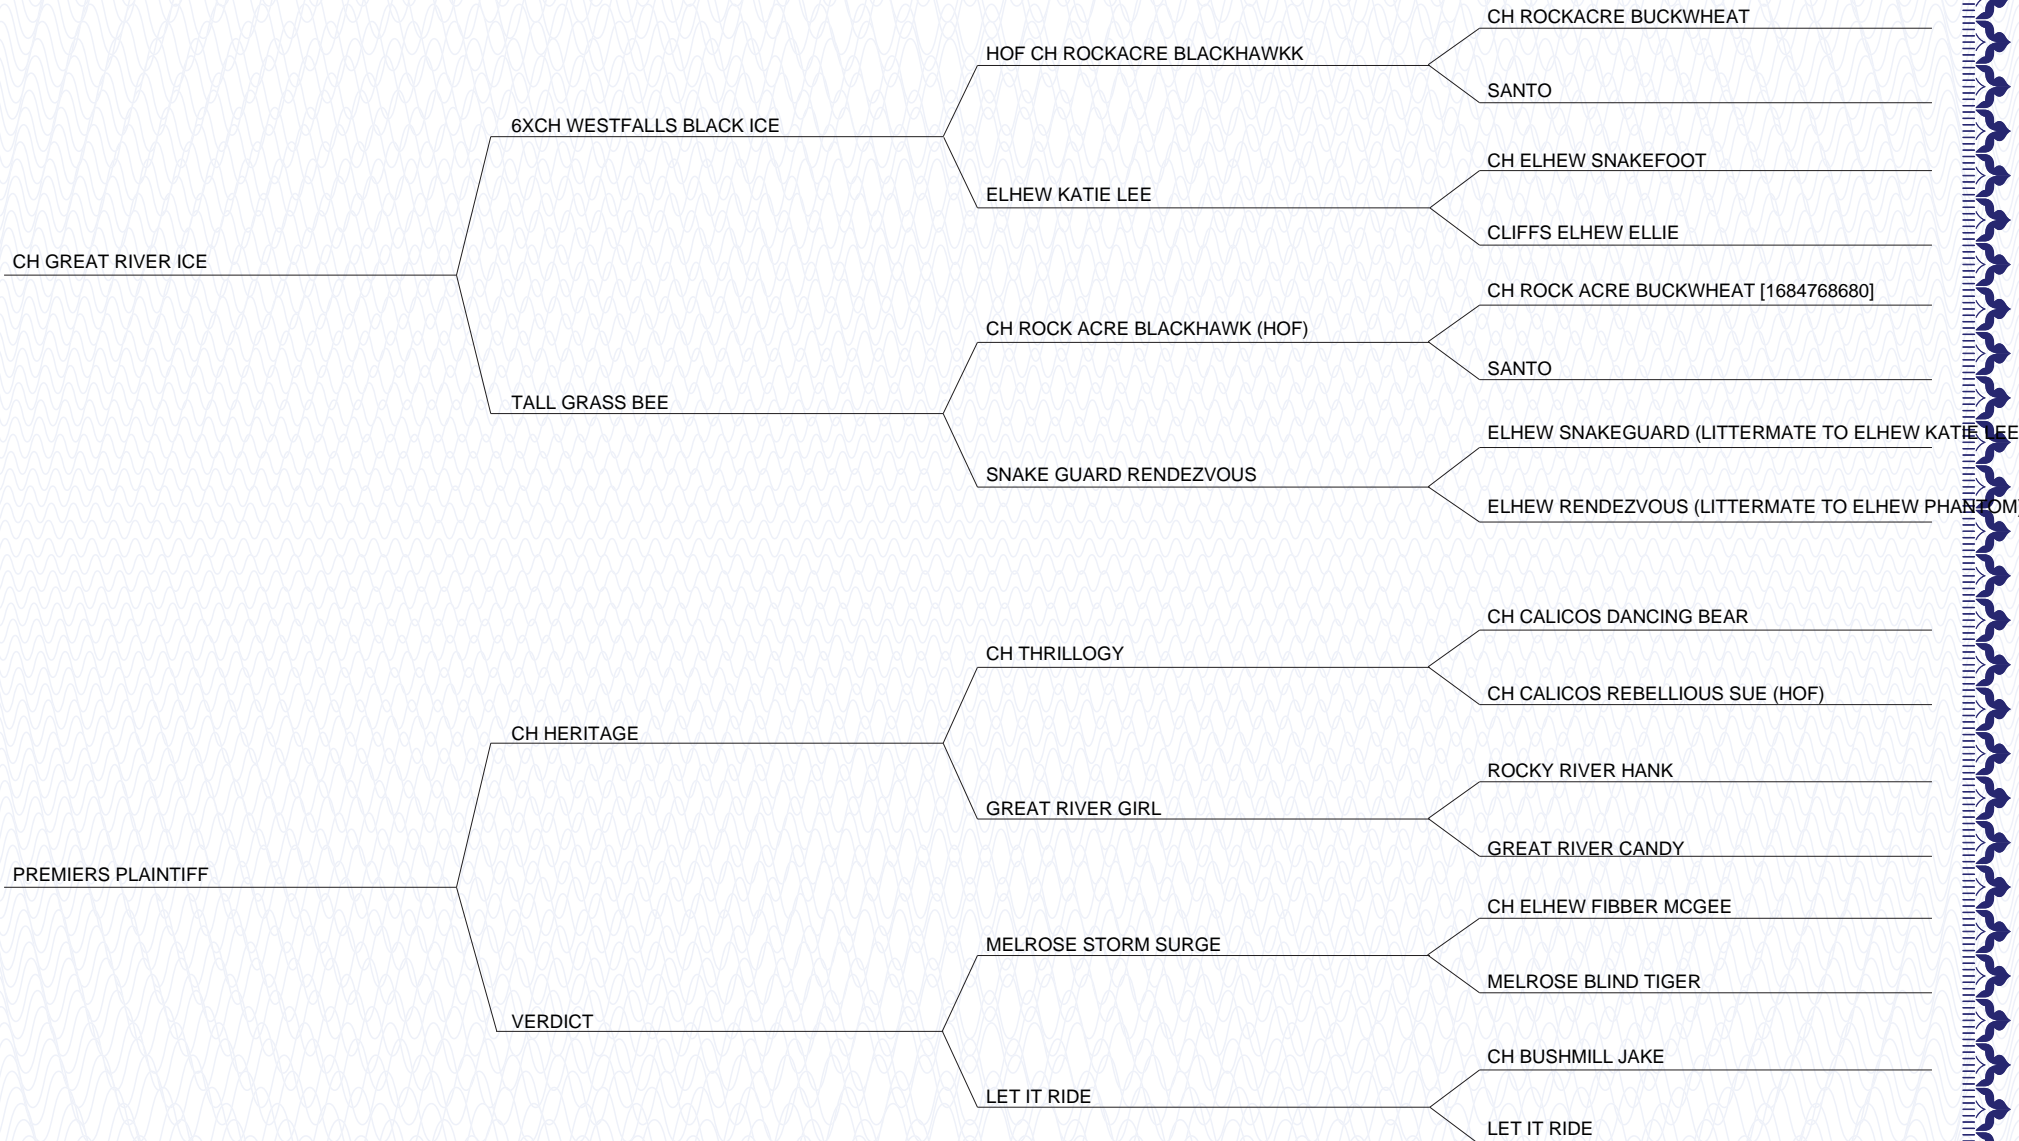 CH ROCKACRE BUCKWHEAT
HOF CH ROCKACRE BLACKHAWKK
SANTO
6XCH WESTFALLS BLACK ICE
CH ELHEW SNAKEFOOT
ELHEW KATIE LEE
CLIFFS ELHEW ELLIE
CH GREAT RIVER ICE
CH ROCK ACRE BUCKWHEAT [1684768680]
CH ROCK ACRE BLACKHAWK (HOF)
SANTO
TALL GRASS BEE
ELHEW SNAKEGUARD (LITTERMATE TO ELHEW KATIE LEE
SNAKE GUARD RENDEZVOUS
ELHEW RENDEZVOUS (LITTERMATE TO ELHEW PHANTOM)
CH CALICOS DANCING BEAR
CH THRILLOGY
CH CALICOS REBELLIOUS SUE (HOF)
CH HERITAGE
ROCKY RIVER HANK
GREAT RIVER GIRL
GREAT RIVER CANDY
PREMIERS PLAINTIFF
CH ELHEW FIBBER MCGEE
MELROSE STORM SURGE
MELROSE BLIND TIGER
VERDICT
CH BUSHMILL JAKE
LET IT RIDE
LET IT RIDE